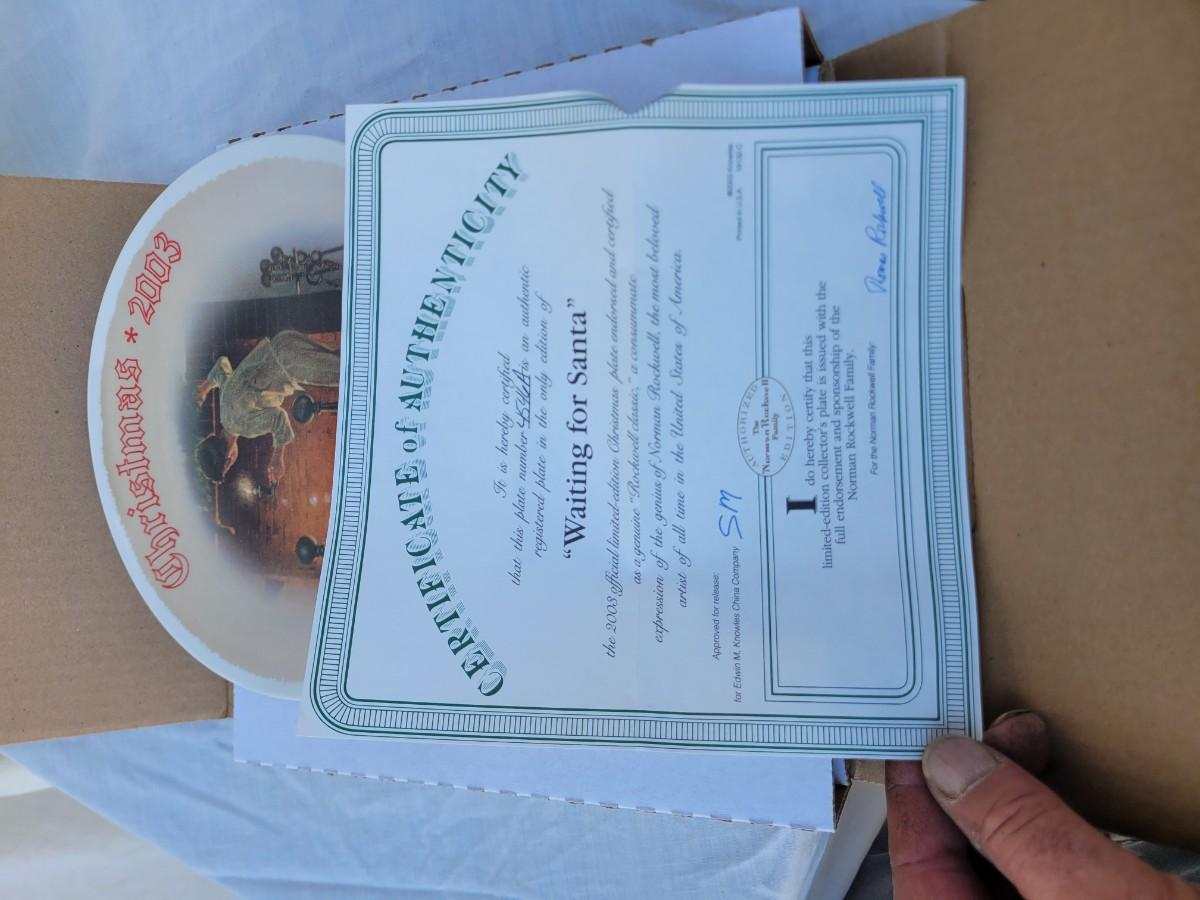 Christmas * 2003
CERTIFICATE of AUTHENTICITY
It is hereby certified
that this plate number is an authentic
registered plate in the only edition of
“Waiting for Santa”
the 2003 official limited-edition Christmas plate endorsed and certified
as a genuine “Rockwell classic,” a consummate
expression of the genius of Norman Rockwell, the most beloved
artist of all time in the United States of America.
Approved for release:
for Edwin M. Knowles China Company SM
©2003 Knowles
Printed in U.S.A.
AUTHORIZED
The
Norman Rockwell
Family
EDITION
I do hereby certify that this
limited-edition collector's plate is issued with the
full endorsement and sponsorship of the
Norman Rockwell Family.
For the Norman Rockwell Family: Thomas Rockwell